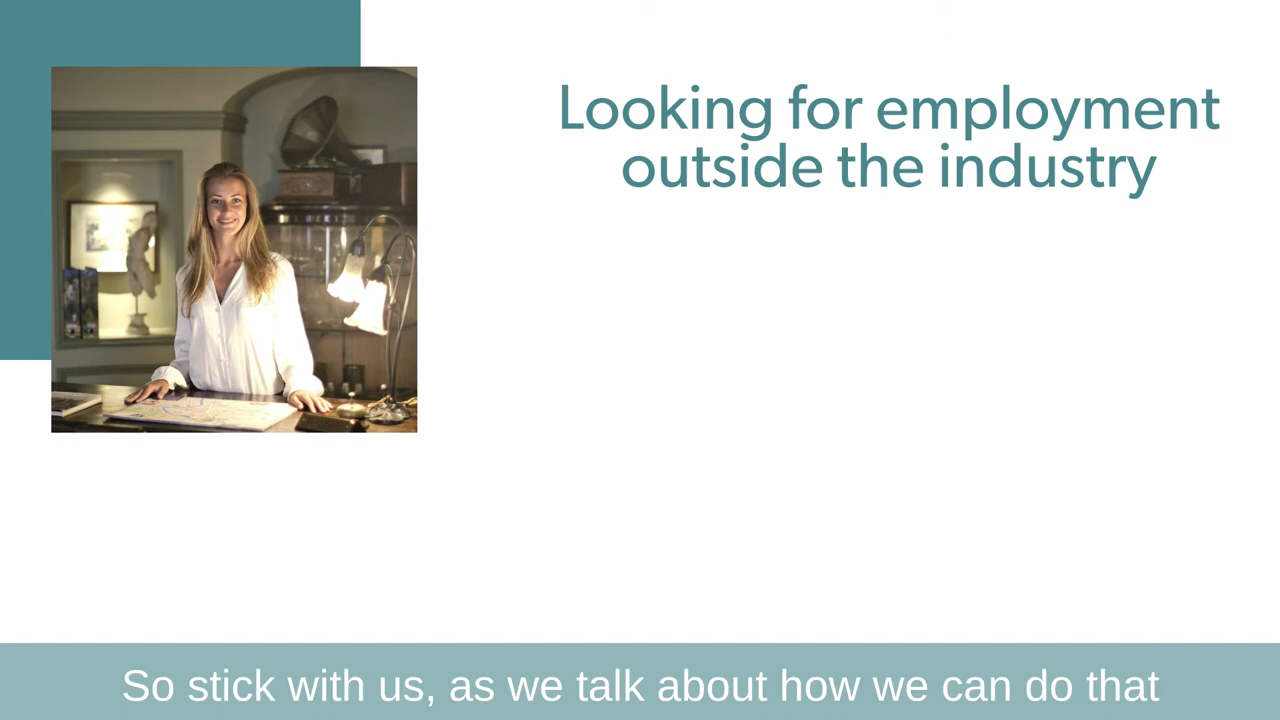 Looking for employment
outside the industry
So stick with us, as we talk about how we can do that